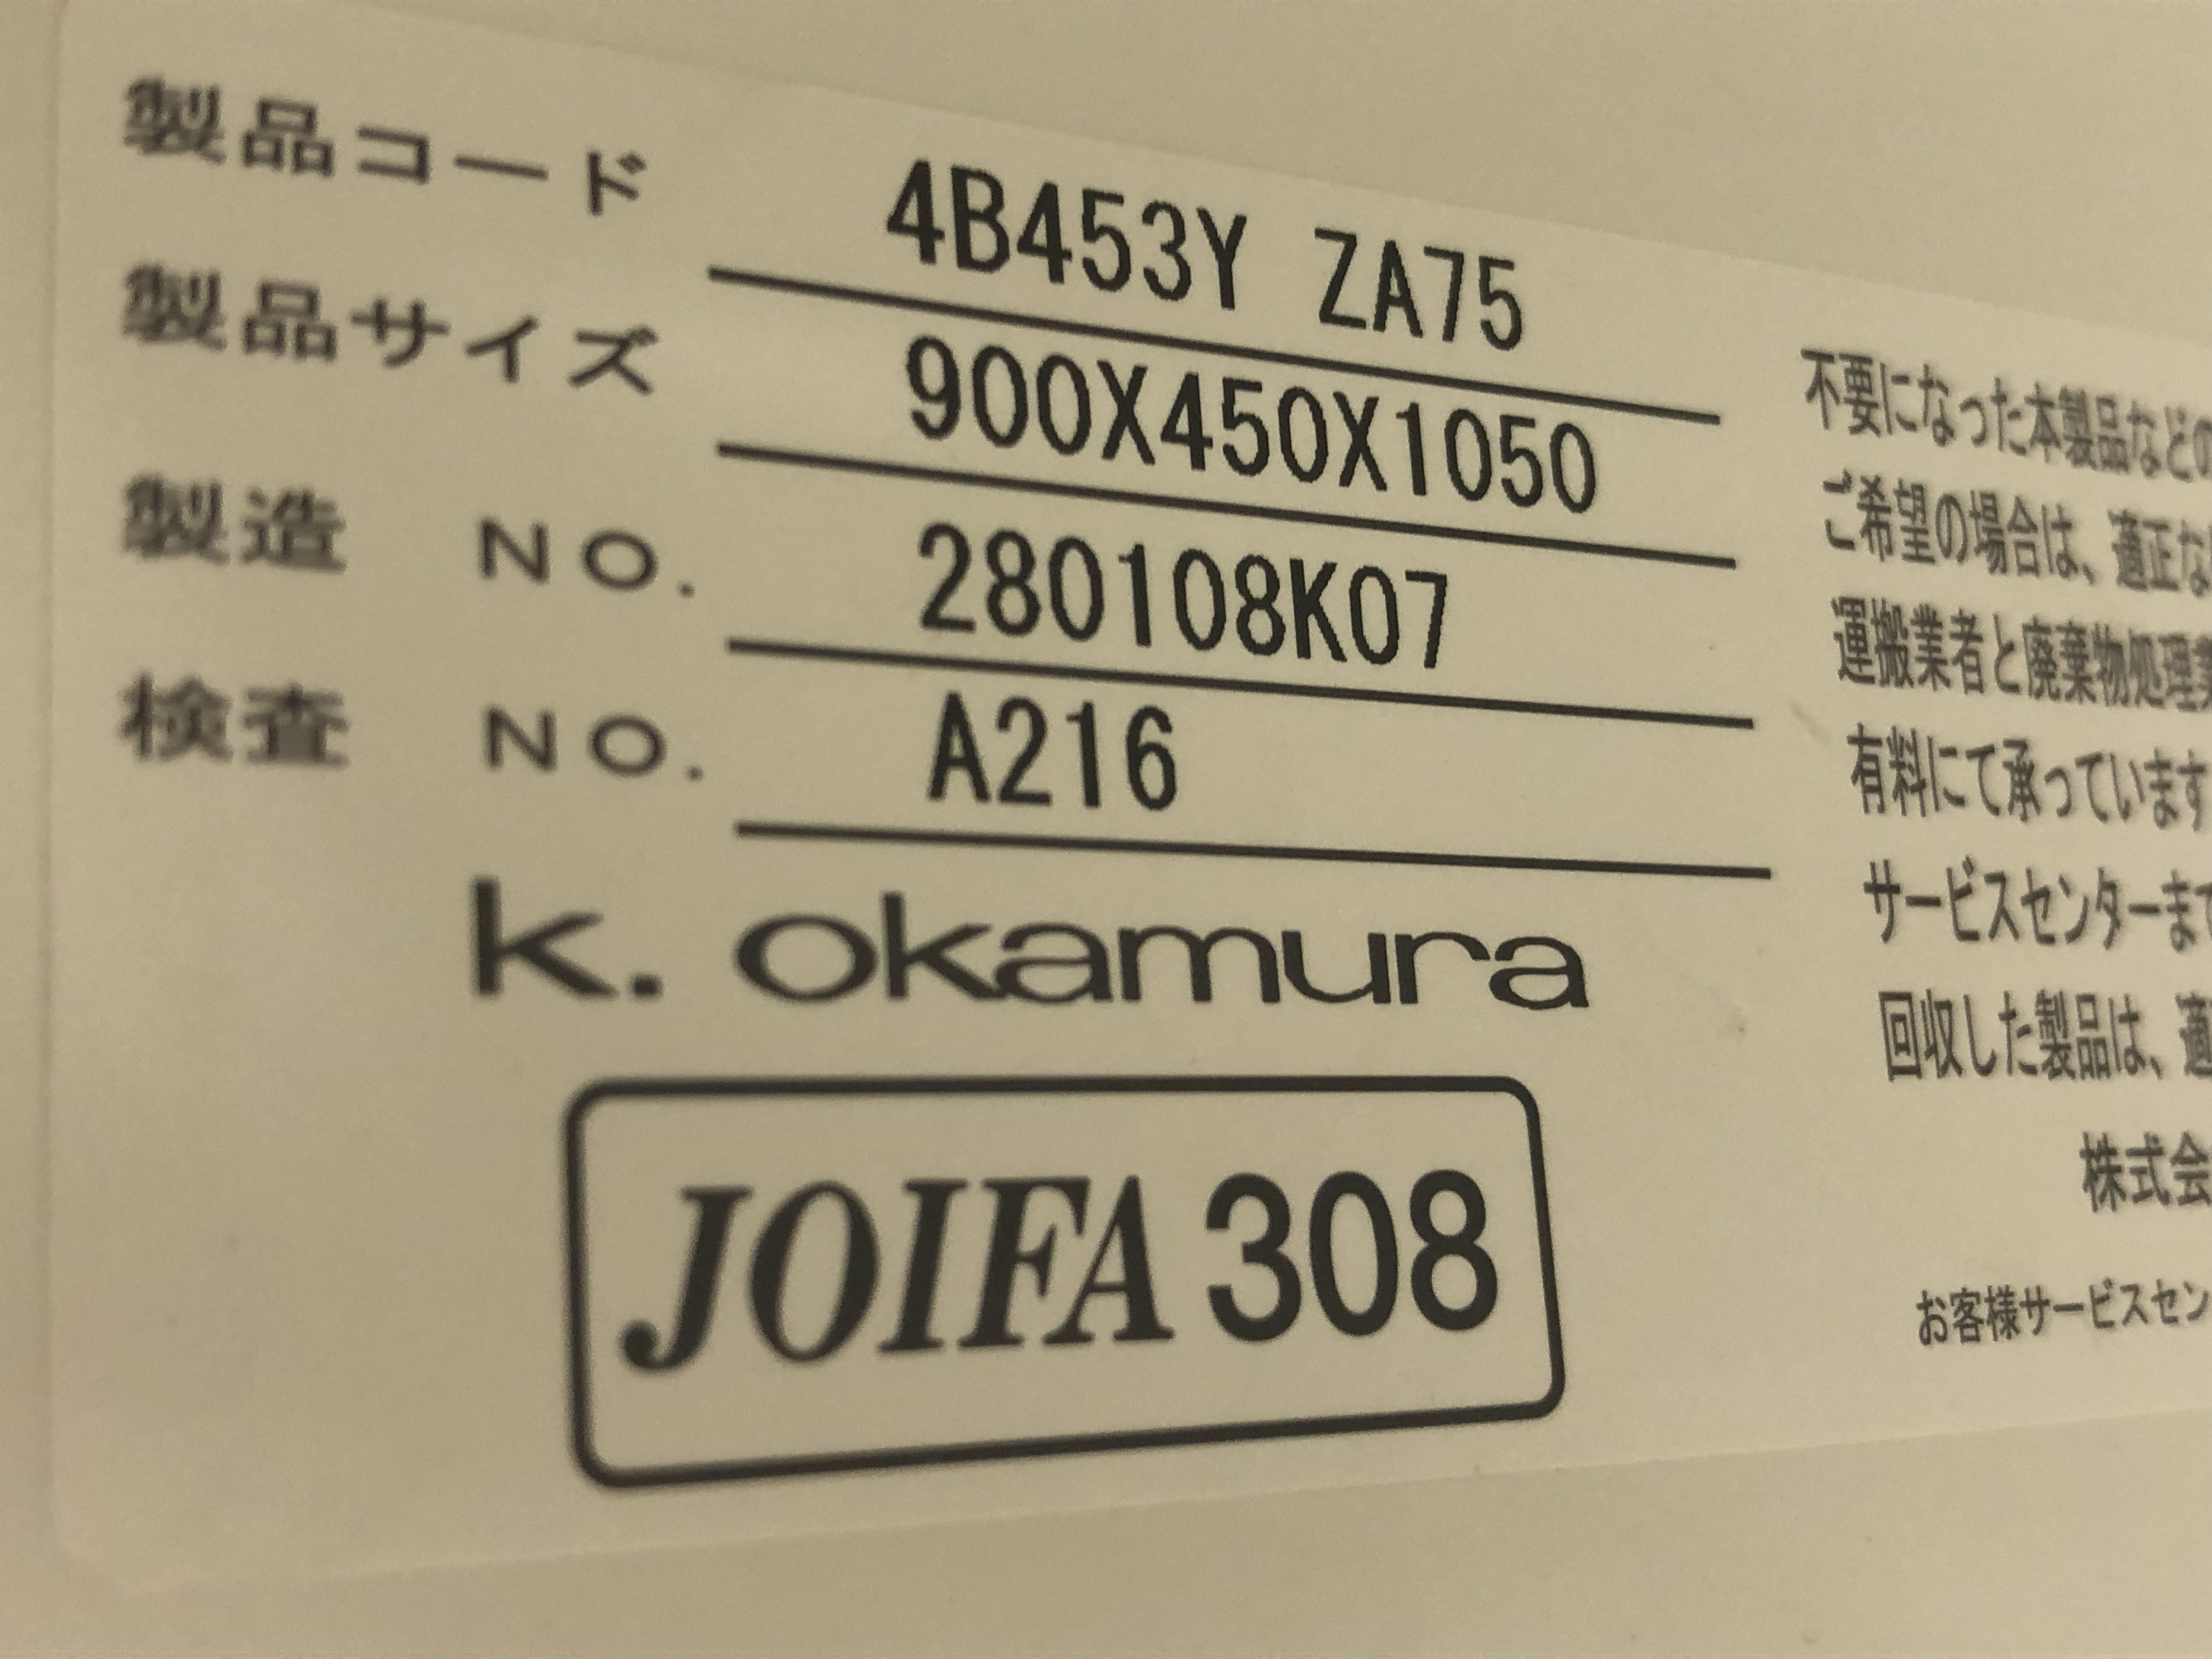 製品コード 4B453Y ZA75
製品サイズ 900X450X1050
製造 NO. 280108K07
検査 NO. A216
k. okamura
JOIFA 308
不要になった本製品などの
ご希望の場合は、適正な
運搬業者と廃棄物処理業
有料にて承っています
サービスセンターまで
回収した製品は、適
株式会
お客様サービスセン